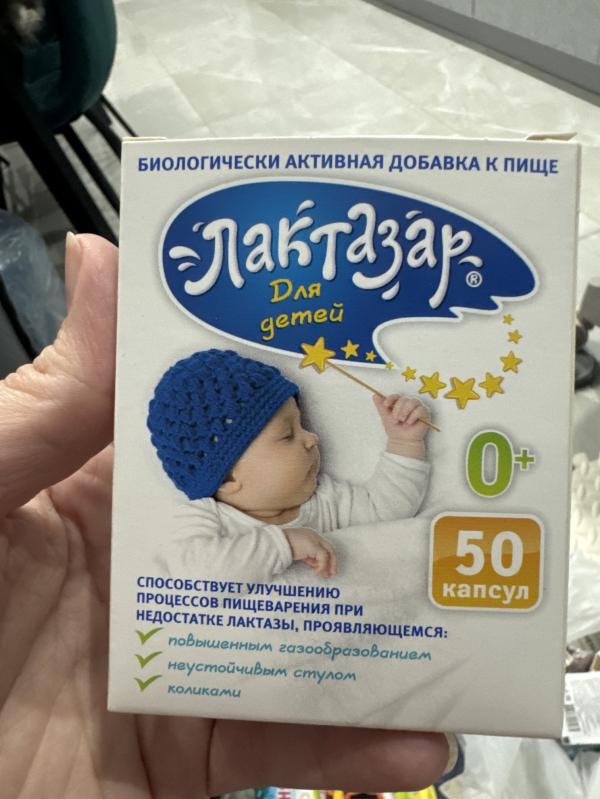 БИОЛОГИЧЕСКИ АКТИВНАЯ ДОБАВКА К ПИЩЕ
Лактазар®
Для
детей
0+
50
капсул
СПОСОБСТВУЕТ УЛУЧШЕНИЮ
ПРОЦЕССОВ ПИЩЕВАРЕНИЯ ПРИ
НЕДОСТАТКЕ ЛАКТАЗЫ, ПРОЯВЛЯЮЩЕМСЯ:
повышенным газообразованием
неустойчивым стулом
коликами